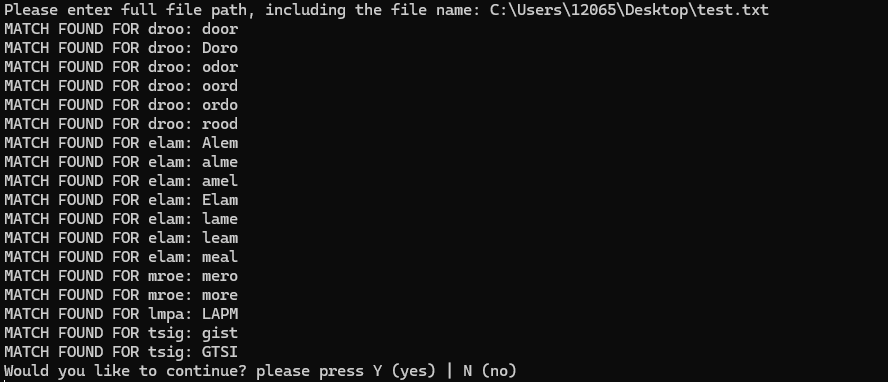 Please enter full file path, including the file name: C:\Users\12065\Desktop\test.txt
MATCH FOUND FOR droo: door
MATCH FOUND FOR droo: Doro
MATCH FOUND FOR droo: odor
MATCH FOUND FOR droo: oord
MATCH FOUND FOR droo: ordo
MATCH FOUND FOR droo: rood
MATCH FOUND FOR elam: Alem
MATCH FOUND FOR elam: alme
MATCH FOUND FOR elam: amel
MATCH FOUND FOR elam: Elam
MATCH FOUND FOR elam: lame
MATCH FOUND FOR elam: leam
MATCH FOUND FOR elam: meal
MATCH FOUND FOR mroe: mero
MATCH FOUND FOR mroe: more
MATCH FOUND FOR lmpa: LAPM
MATCH FOUND FOR tsig: gist
MATCH FOUND FOR tsig: GTSI
Would you like to continue? please press Y (yes) | N (no)